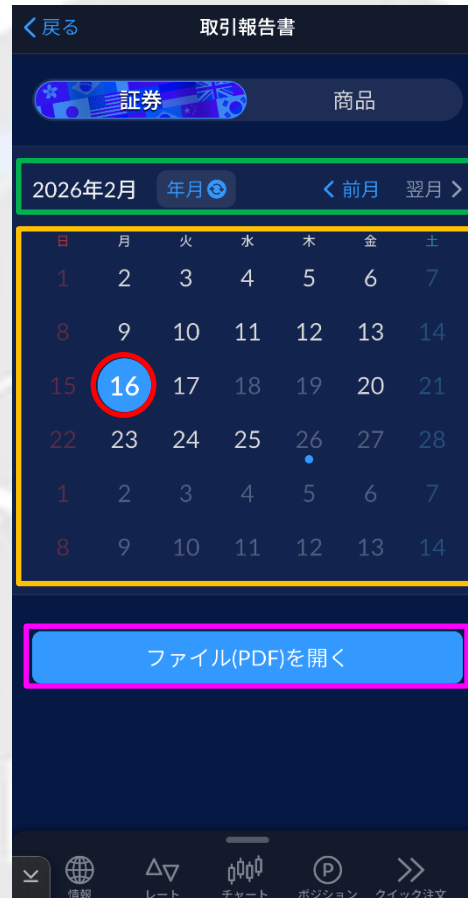 戻る 取引報告書
証券 商品
2026年2月 年月 前月 翌月
日 月 火 水 木 金 土
1 2 3 4 5 6 7
8 9 10 11 12 13 14
15 16 17 18 19 20 21
22 23 24 25 26 27 28
1 2 3 4 5 6 7
8 9 10 11 12 13 14
ファイル(PDF)を開く
P
情報 レート チャート ポジション クイック注文